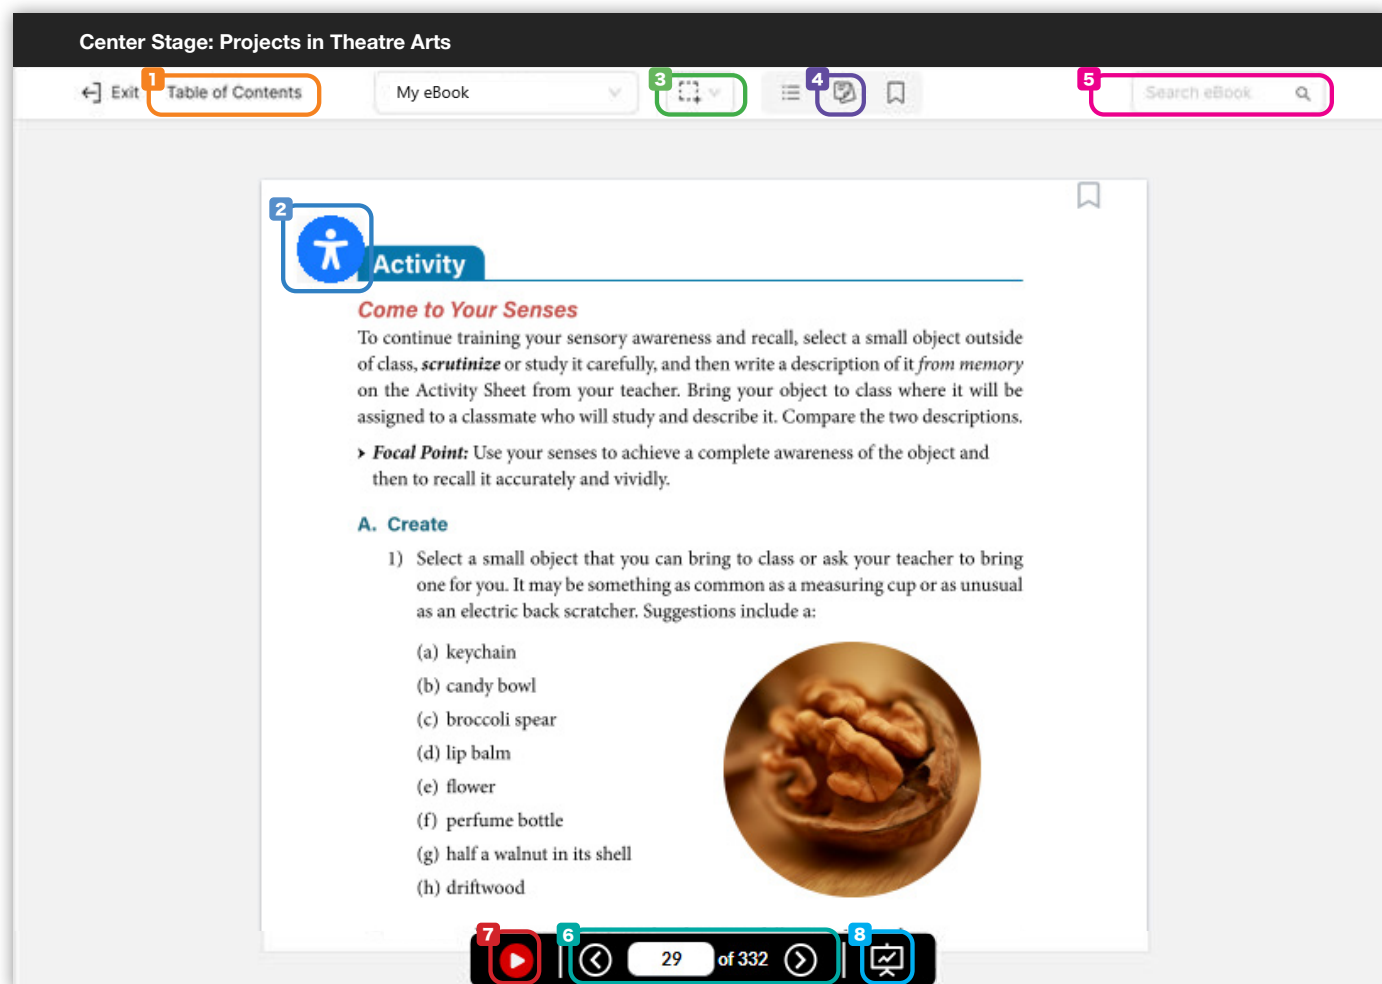 Center Stage: Projects in Theatre Arts
Exit
1
Table of Contents
My eBook
3
4
5
Search eBook
2
Activity
Come to Your Senses
To continue training your sensory awareness and recall, select a small object outside
of class, scrutinize or study it carefully, and then write a description of it from memory
on the Activity Sheet from your teacher. Bring your object to class where it will be
assigned to a classmate who will study and describe it. Compare the two descriptions.
Focal Point: Use your senses to achieve a complete awareness of the object and
then to recall it accurately and vividly.
A. Create
1) Select a small object that you can bring to class or ask your teacher to bring
one for you. It may be something as common as a measuring cup or as unusual
as an electric back scratcher. Suggestions include a:
(a) keychain
(b) candy bowl
(c) broccoli spear
(d) lip balm
(e) flower
(f) perfume bottle
(g) half a walnut in its shell
(h) driftwood
7
6
29 of 332
8